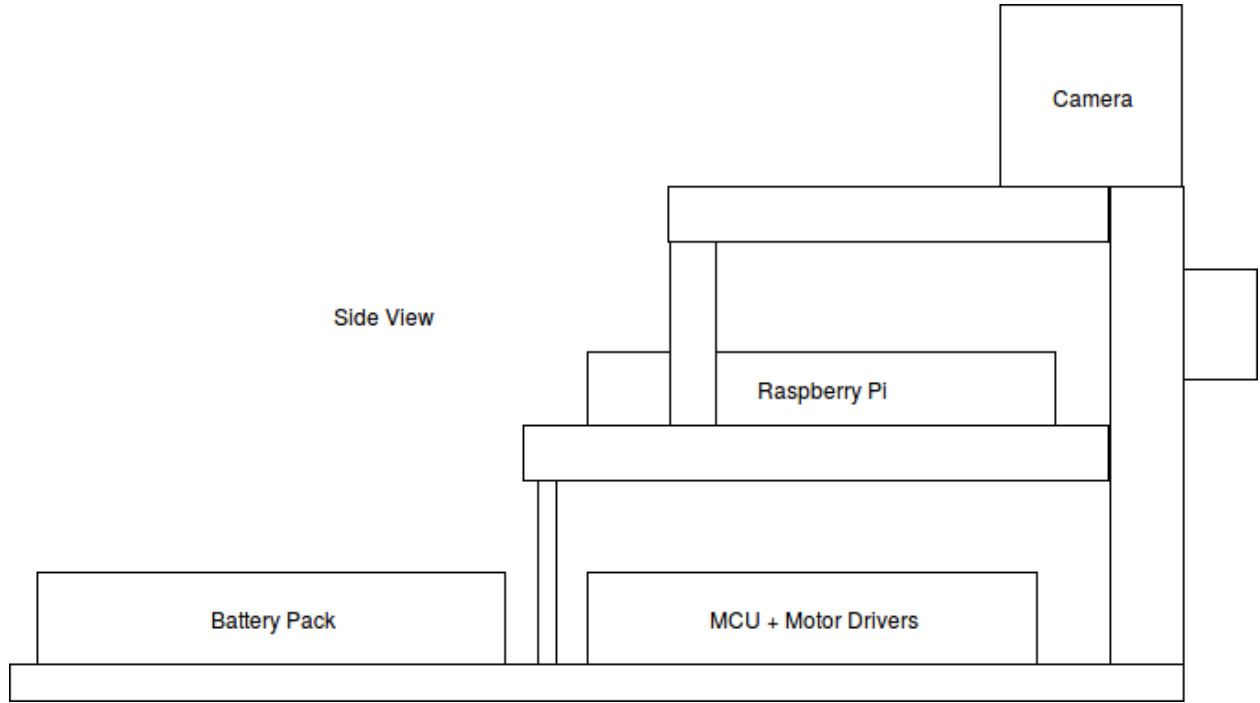 Camera
Side View
Raspberry Pi
Battery Pack
MCU + Motor Drivers